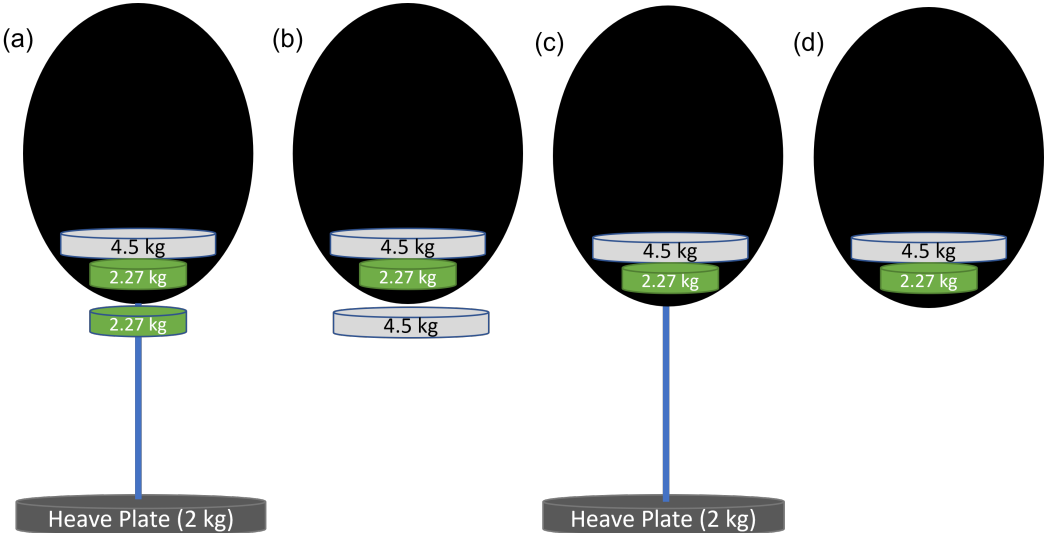 (a)
(b)
(c)
(d)
4.5 kg
2.27 kg
2.27 kg
Heave Plate (2 kg)
4.5 kg
2.27 kg
4.5 kg
4.5 kg
2.27 kg
Heave Plate (2 kg)
4.5 kg
2.27 kg